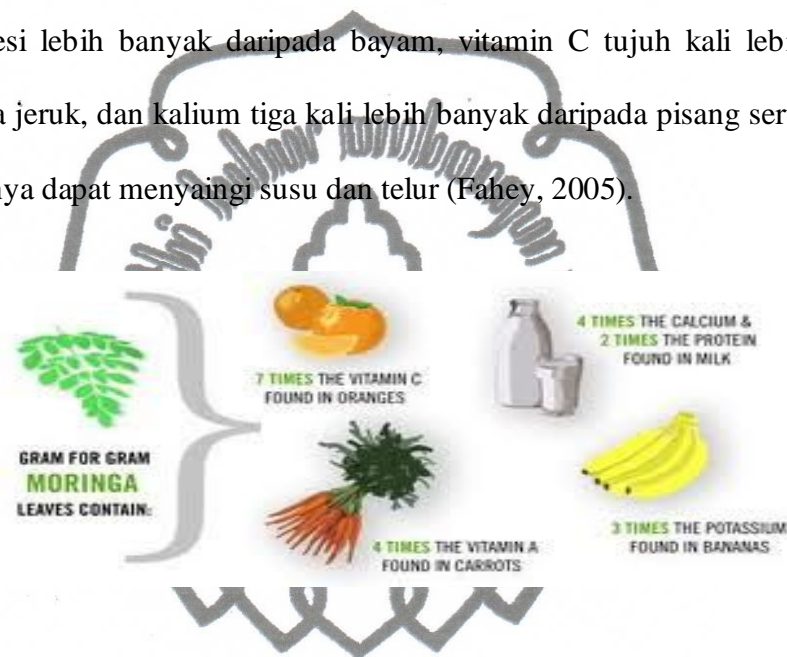 esi lebih banyak daripada bayam, vitamin C tujuh kali lebi
a jeruk, dan kalium tiga kali lebih banyak daripada pisang ser
nya dapat menyaingi susu dan telur (Fahey, 2005).
GRAM FOR GRAM
MORINGA
LEAVES CONTAIN:
7 TIMES THE VITAMIN C
FOUND IN ORANGES
4 TIMES THE CALCIUM &
2 TIMES THE PROTEIN
FOUND IN MILK
4 TIMES THE VITAMIN A
FOUND IN CARROTS
3 TIMES THE POTASSIUM
FOUND IN BANANAS